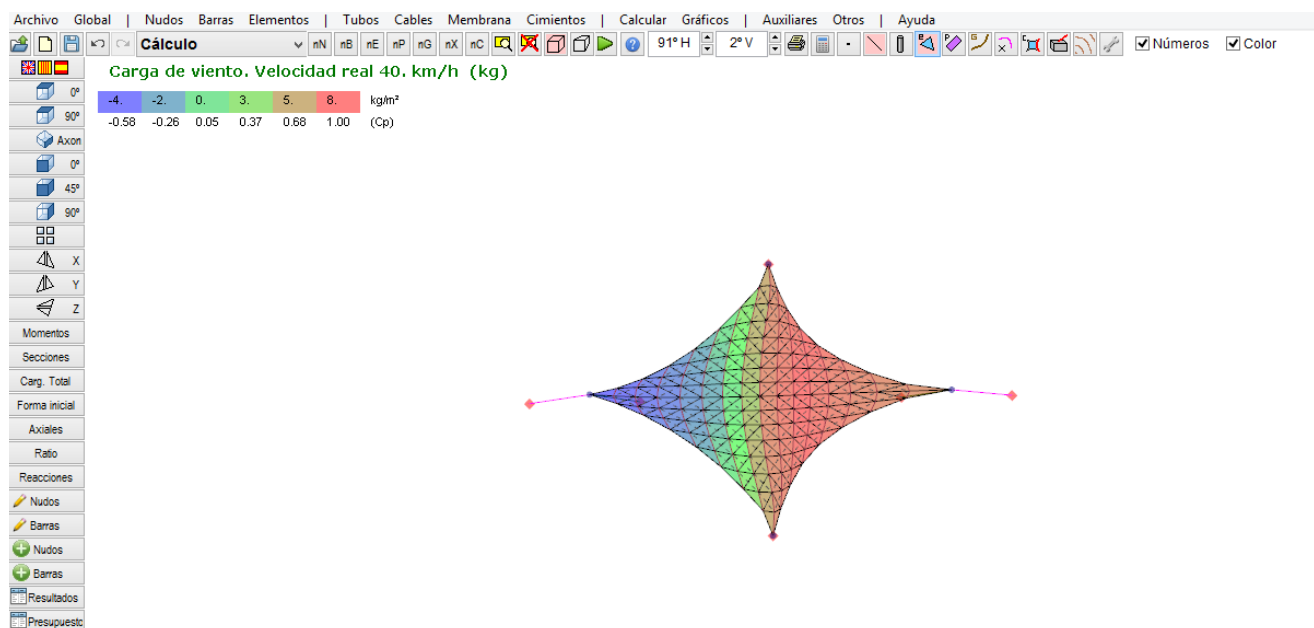 Archivo Global | Nudos Barras Elementos | Tubos Cables Membrana Cimientos | Calcular Gráficos | Auxiliares Otros | Ayuda
Cálculo nN nB nE nP nG nX nC 91º H 2º V Números Color
Carga de viento. Velocidad real 40. km/h (kg)
0º
-4. -2. 0. 3. 5. 8. kg/m²
90º
-0.58 -0.26 0.05 0.37 0.68 1.00 (Cp)
Axon
0º
45º
90º
X
Y
Z
Momentos
Secciones
Carg. Total
Forma inicial
Axiales
Ratio
Reacciones
Nudos
Barras
Nudos
Barras
Resultados
Presupuestc